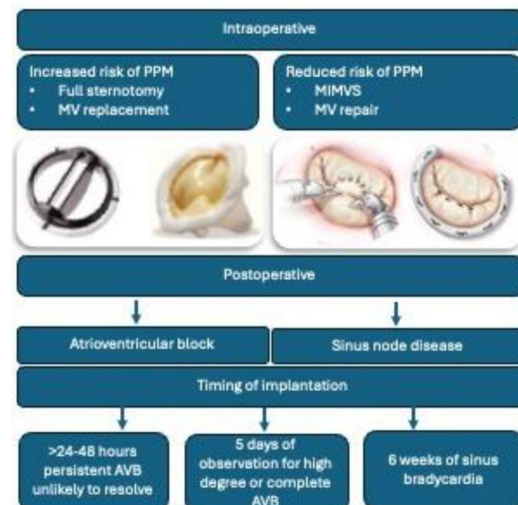 Intraoperative
Increased risk of PPM
• Full sternotomy
• MV replacement
Reduced risk of PPM
• MIMVS
• MV repair
Postoperative
Atrioventricular block
Sinus node disease
Timing of implantation
>24-48 hours
persistent AVB
unlikely to resolve
5 days of
observation for high
degree or complete
AVB
6 weeks of sinus
bradycardia